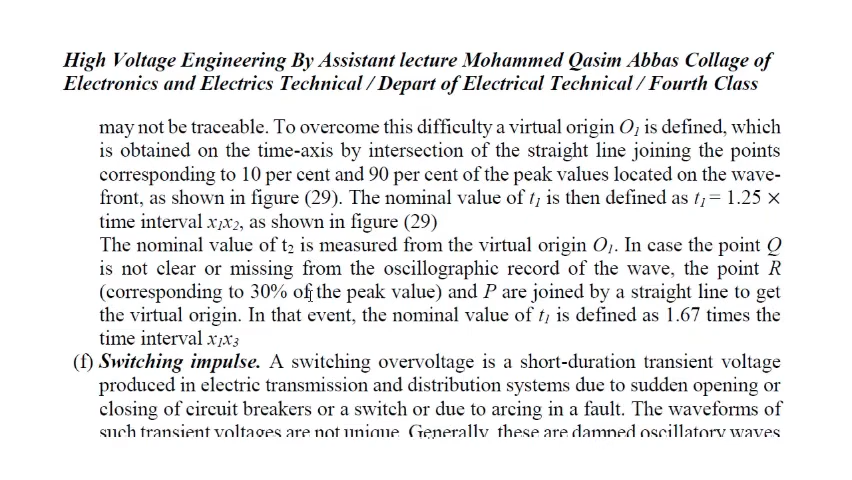 High Voltage Engineering By Assistant lecture Mohammed Qasim Abbas Collage of
Electronics and Electrics Technical / Depart of Electrical Technical / Fourth Class
may not be traceable. To overcome this difficulty a virtual origin O₁ is defined, which
is obtained on the time-axis by intersection of the straight line joining the points
corresponding to 10 per cent and 90 per cent of the peak values located on the wave-
front, as shown in figure (29). The nominal value of t₁ is then defined as t₁ = 1.25 ×
time interval x₁x₂, as shown in figure (29)
The nominal value of t₂ is measured from the virtual origin O₁. In case the point Q
is not clear or missing from the oscillographic record of the wave, the point R
(corresponding to 30% of the peak value) and P are joined by a straight line to get
the virtual origin. In that event, the nominal value of t₁ is defined as 1.67 times the
time interval x₁x₃
(f) Switching impulse. A switching overvoltage is a short-duration transient voltage
produced in electric transmission and distribution systems due to sudden opening or
closing of circuit breakers or a switch or due to arcing in a fault. The waveforms of
such transient voltages are not unique. Generally, these are damped oscillatory waves